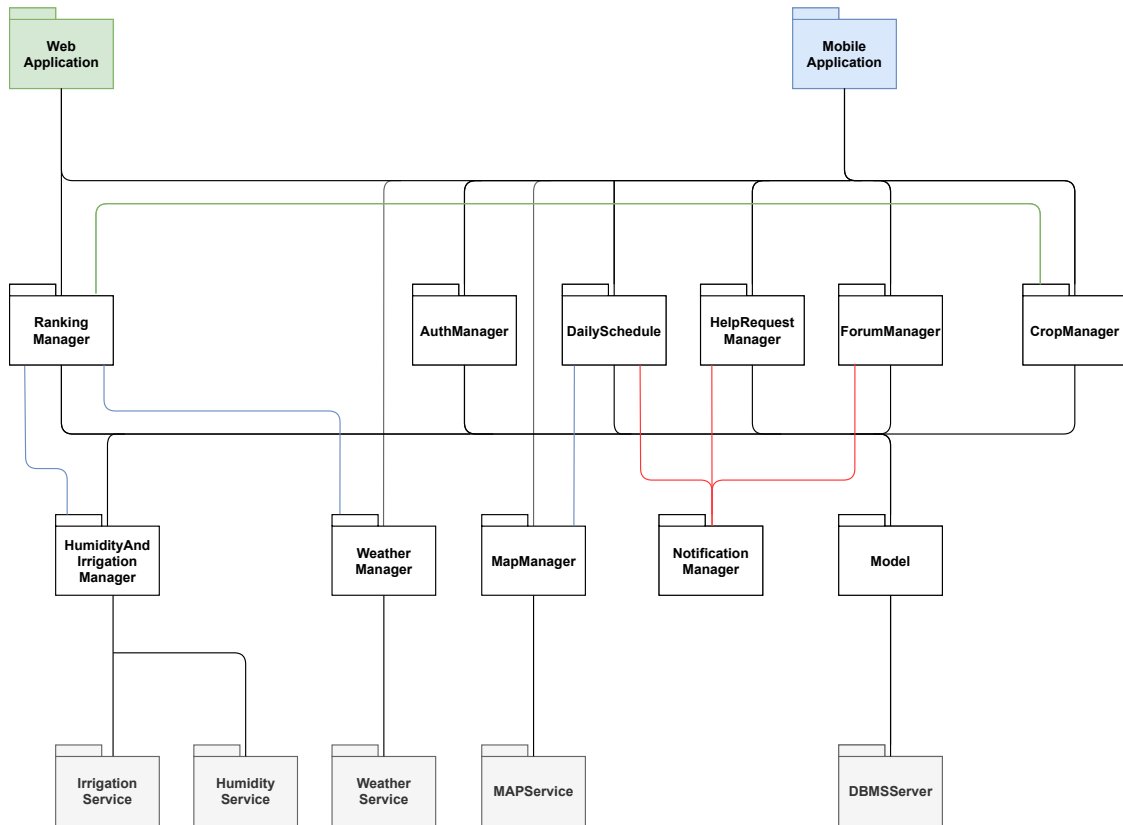 Web
Application
Mobile
Application
Ranking
Manager
AuthManager
DailySchedule
HelpRequest
Manager
ForumManager
CropManager
HumidityAnd
Irrigation
Manager
Weather
Manager
MapManager
Notification
Manager
Model
Irrigation
Service
Humidity
Service
Weather
Service
MAPService
DBMSServer